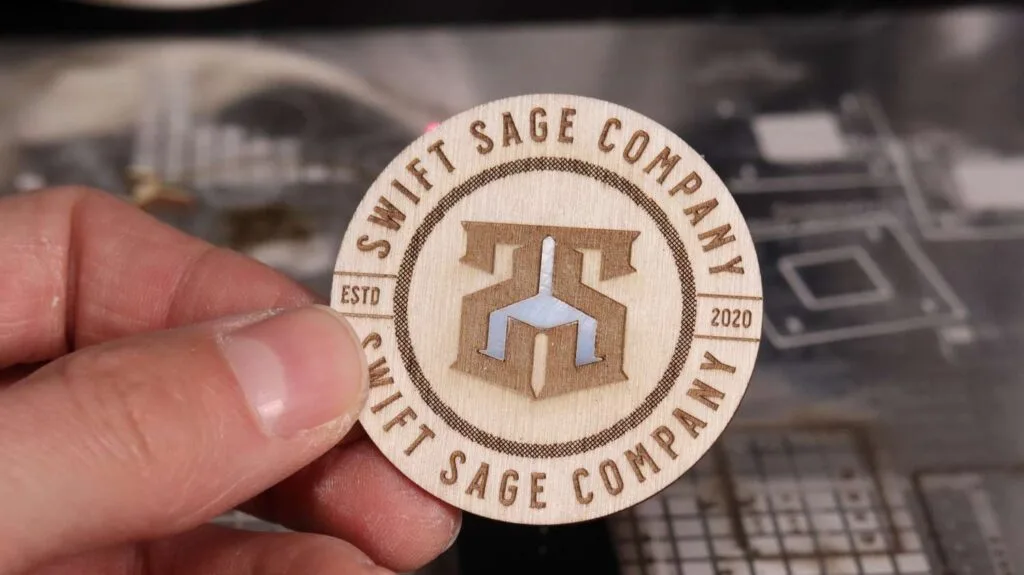 SWIFT SAGE COMPANY
ESTD
2020
SWIFT SAGE COMPANY